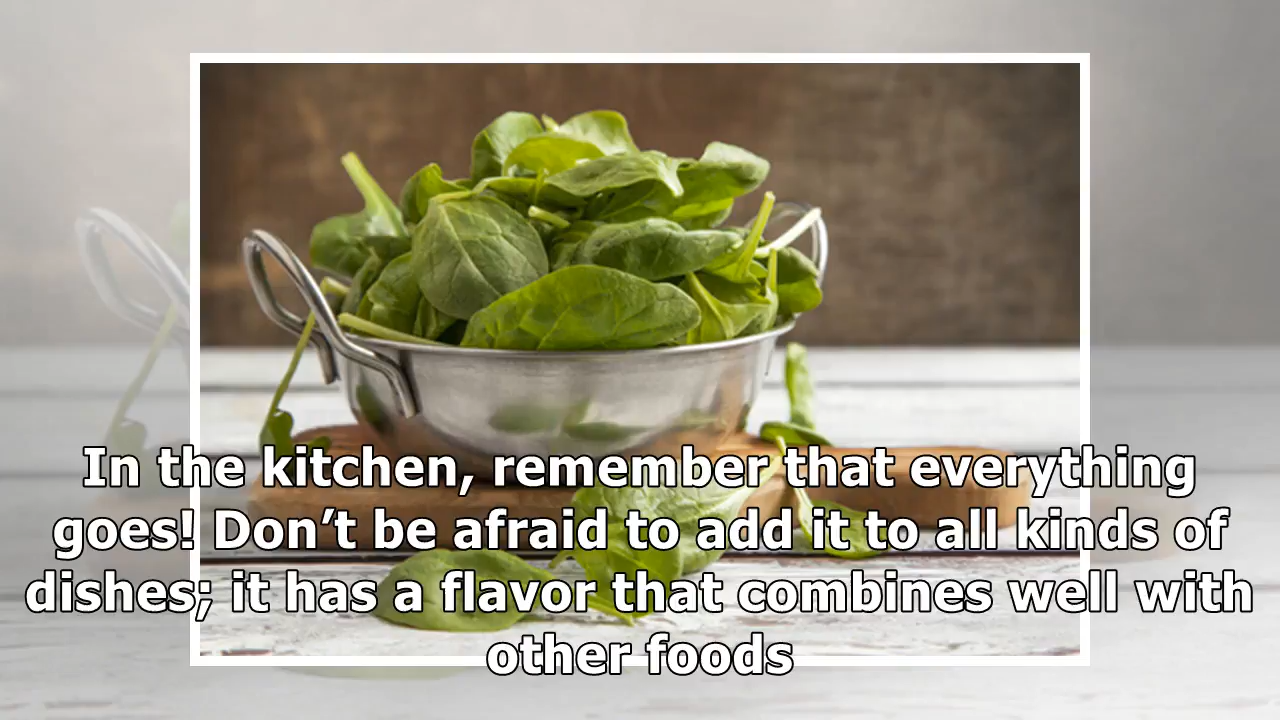 In the kitchen, remember that everything
goes! Don’t be afraid to add it to all kinds of
dishes; it has a flavor that combines well with
other foods